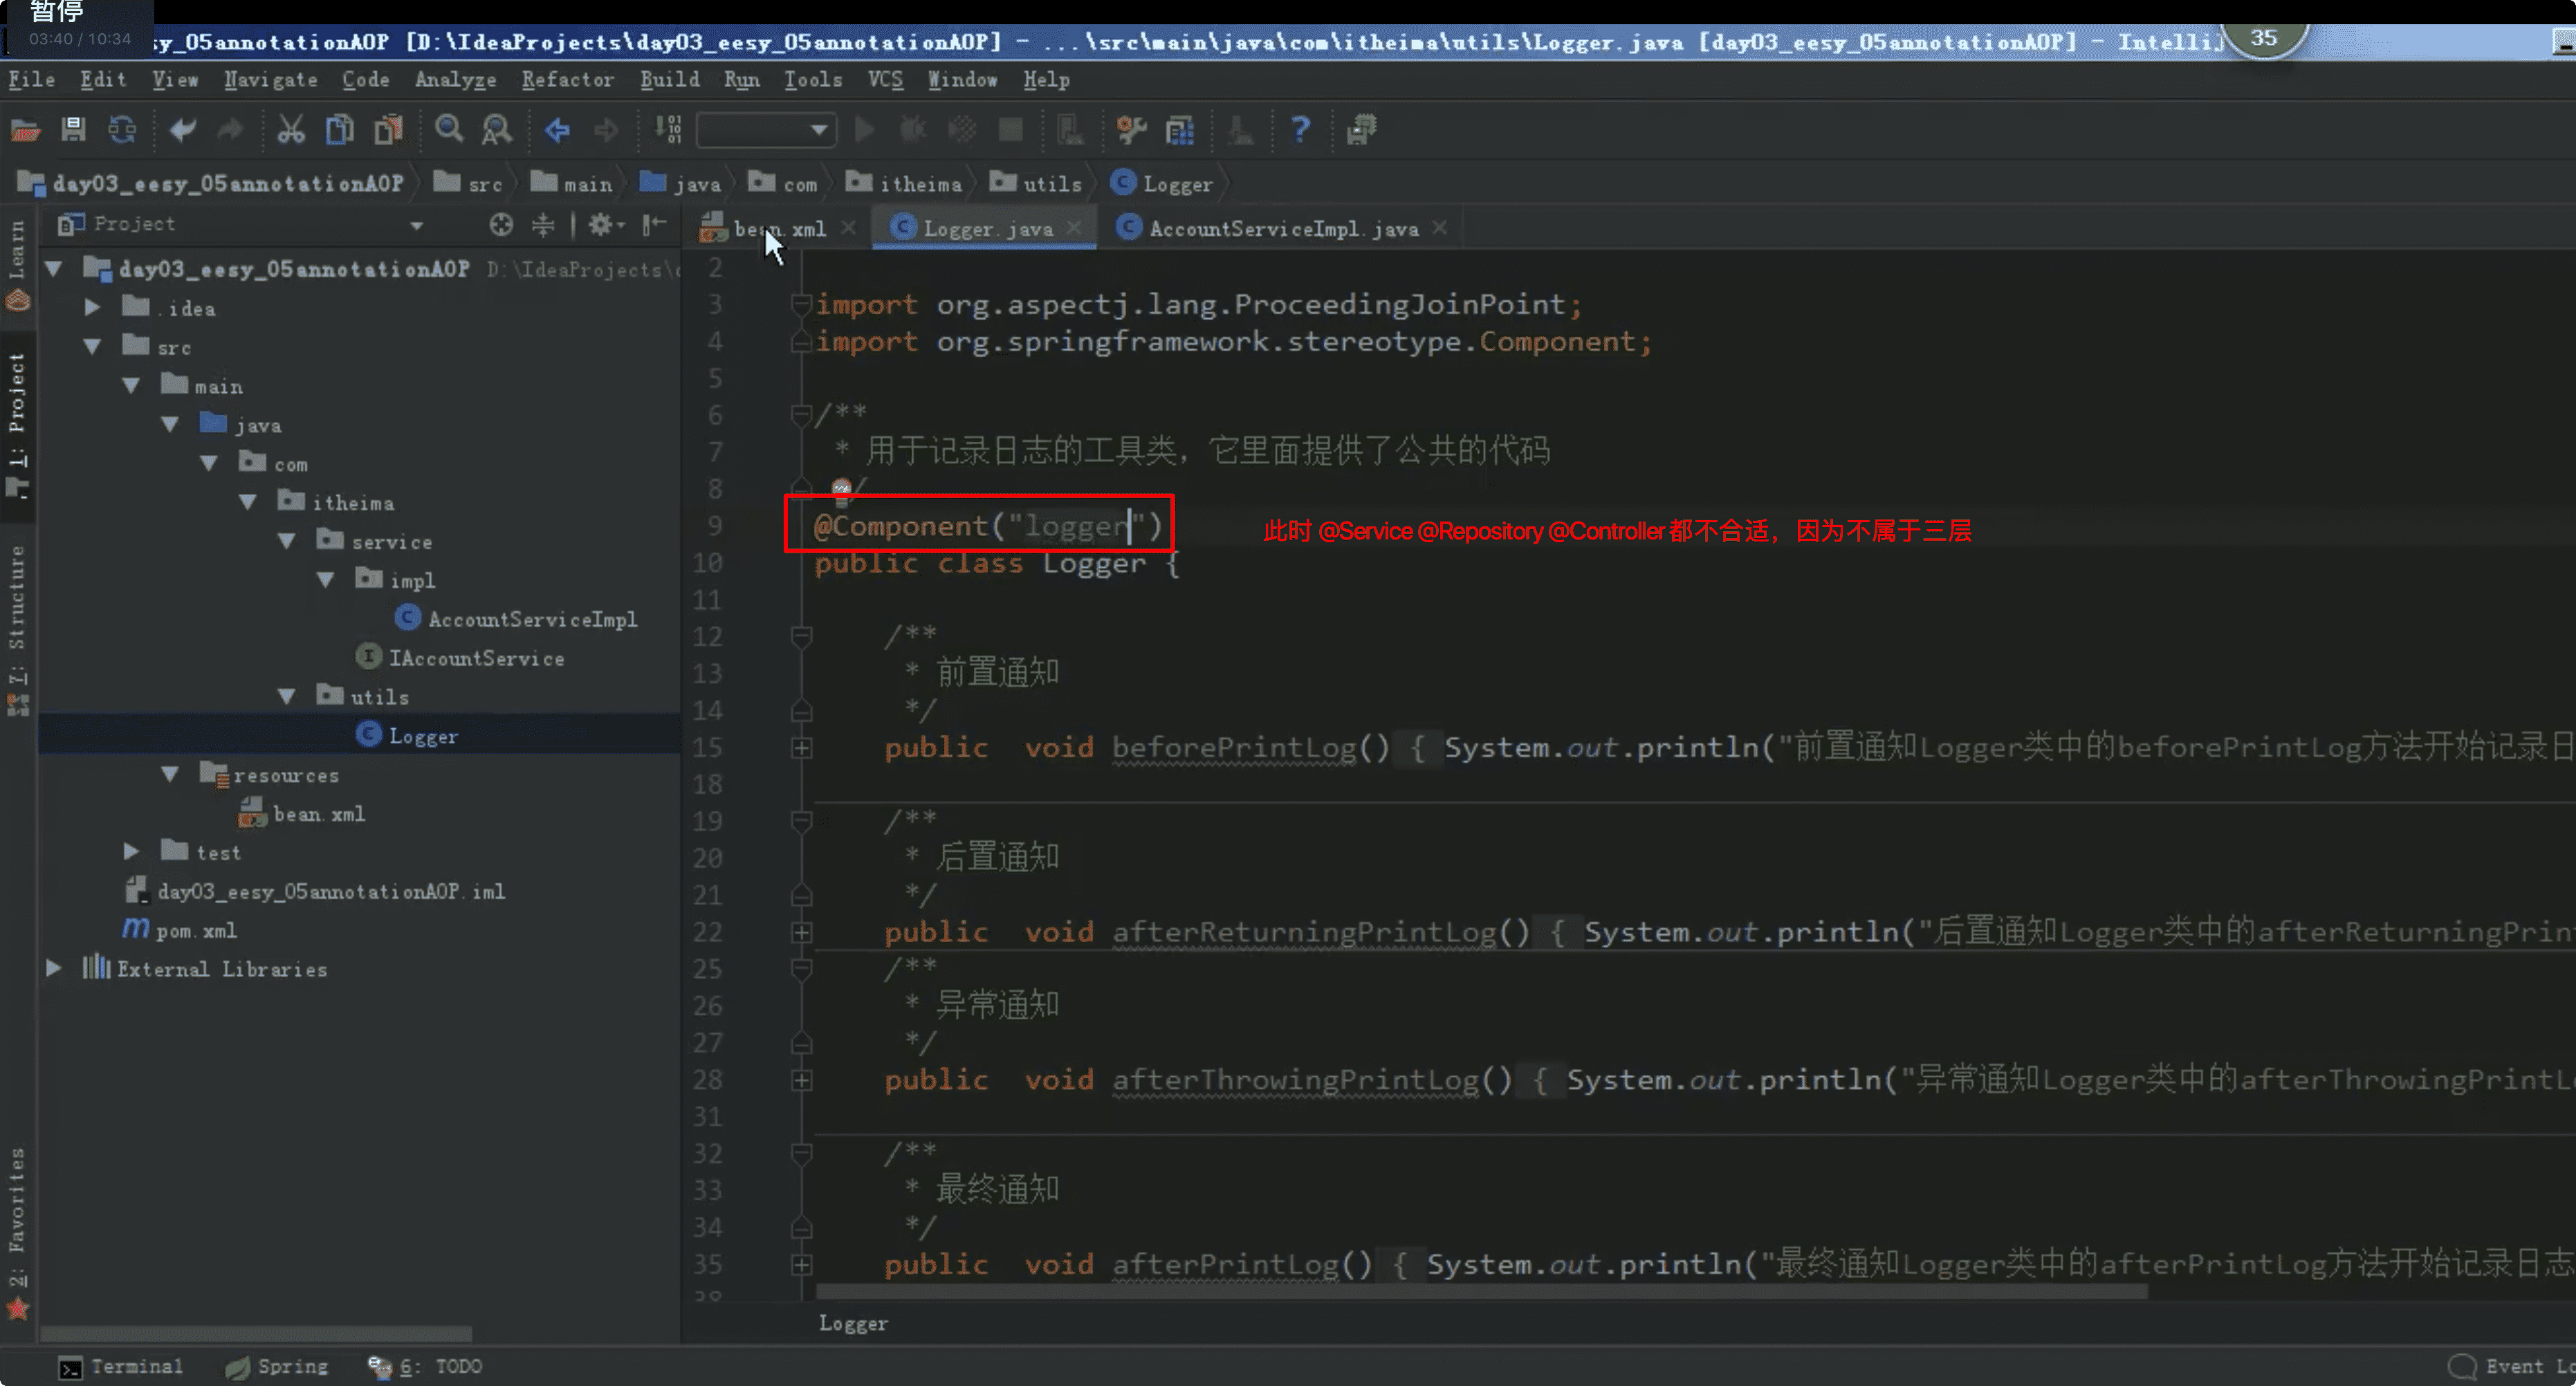 暂停
03:40 / 10:34
sy_05annotationAOP [D:\IdeaProjects\day03_eesy_05annotationAOP] - ...\src\main\java\com\itheima\utils\Logger.java [day03_eesy_05annotationAOP] - IntelliJ
35
File Edit View Navigate Code Analyze Refactor Build Run Tools VCS Window Help
day03_eesy_05annotationAOP src main java com itheima utils Logger
Project
bean.xml Logger.java AccountServiceImpl.java
Learn
1: Project
7: Structure
2: Favorites
day03_eesy_05annotationAOP D:\IdeaProjects\
.idea
src
main
java
com
itheima
service
impl
AccountServiceImpl
IAccountService
utils
Logger
resources
bean.xml
test
day03_eesy_05annotationAOP.iml
pom.xml
External Libraries
2
3 import org.aspectj.lang.ProceedingJoinPoint;
4 import org.springframework.stereotype.Component;
5
6 /**
7 * 用于记录日志的工具类，它里面提供了公共的代码
8 */
9 @Component("logger")
此时 @Service @Repository @Controller 都不合适，因为不属于三层
10 public class Logger {
11
12 /**
13 * 前置通知
14 */
15 public void beforePrintLog() { System.out.println("前置通知Logger类中的beforePrintLog方法开始记录日
18
19 /**
20 * 后置通知
21 */
22 public void afterReturningPrintLog() { System.out.println("后置通知Logger类中的afterReturningPrin
25 /**
26 * 异常通知
27 */
28 public void afterThrowingPrintLog() { System.out.println("异常通知Logger类中的afterThrowingPrintL
31
32 /**
33 * 最终通知
34 */
35 public void afterPrintLog() { System.out.println("最终通知Logger类中的afterPrintLog方法开始记录日志
Logger
Terminal Spring 6: TODO
Event Lo